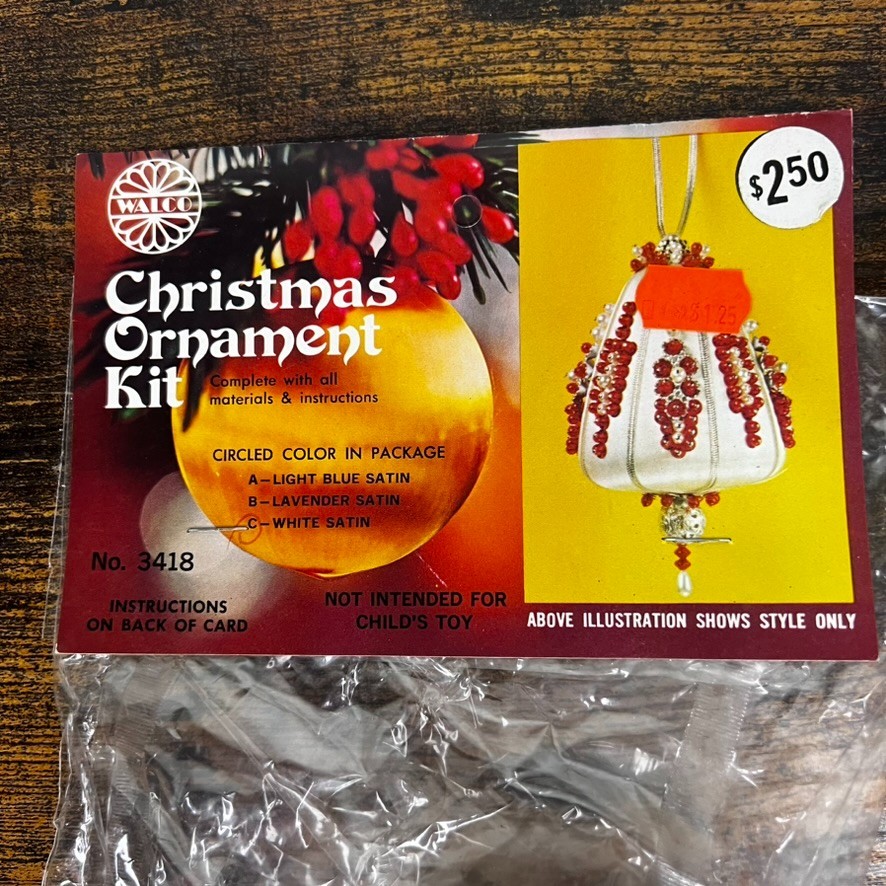 WALCO
Christmas
Ornament
Kit
Complete with all
materials & instructions
CIRCLED COLOR IN PACKAGE
A–LIGHT BLUE SATIN
B–LAVENDER SATIN
C–WHITE SATIN
No. 3418
INSTRUCTIONS
ON BACK OF CARD
NOT INTENDED FOR
CHILD'S TOY
$2.50
$1.25
ABOVE ILLUSTRATION SHOWS STYLE ONLY